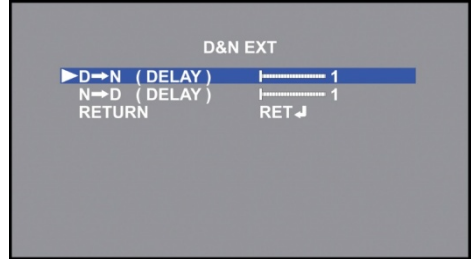 D&N EXT
▶D➡N (DELAY) 1
N➡D (DELAY) 1
RETURN RET↲